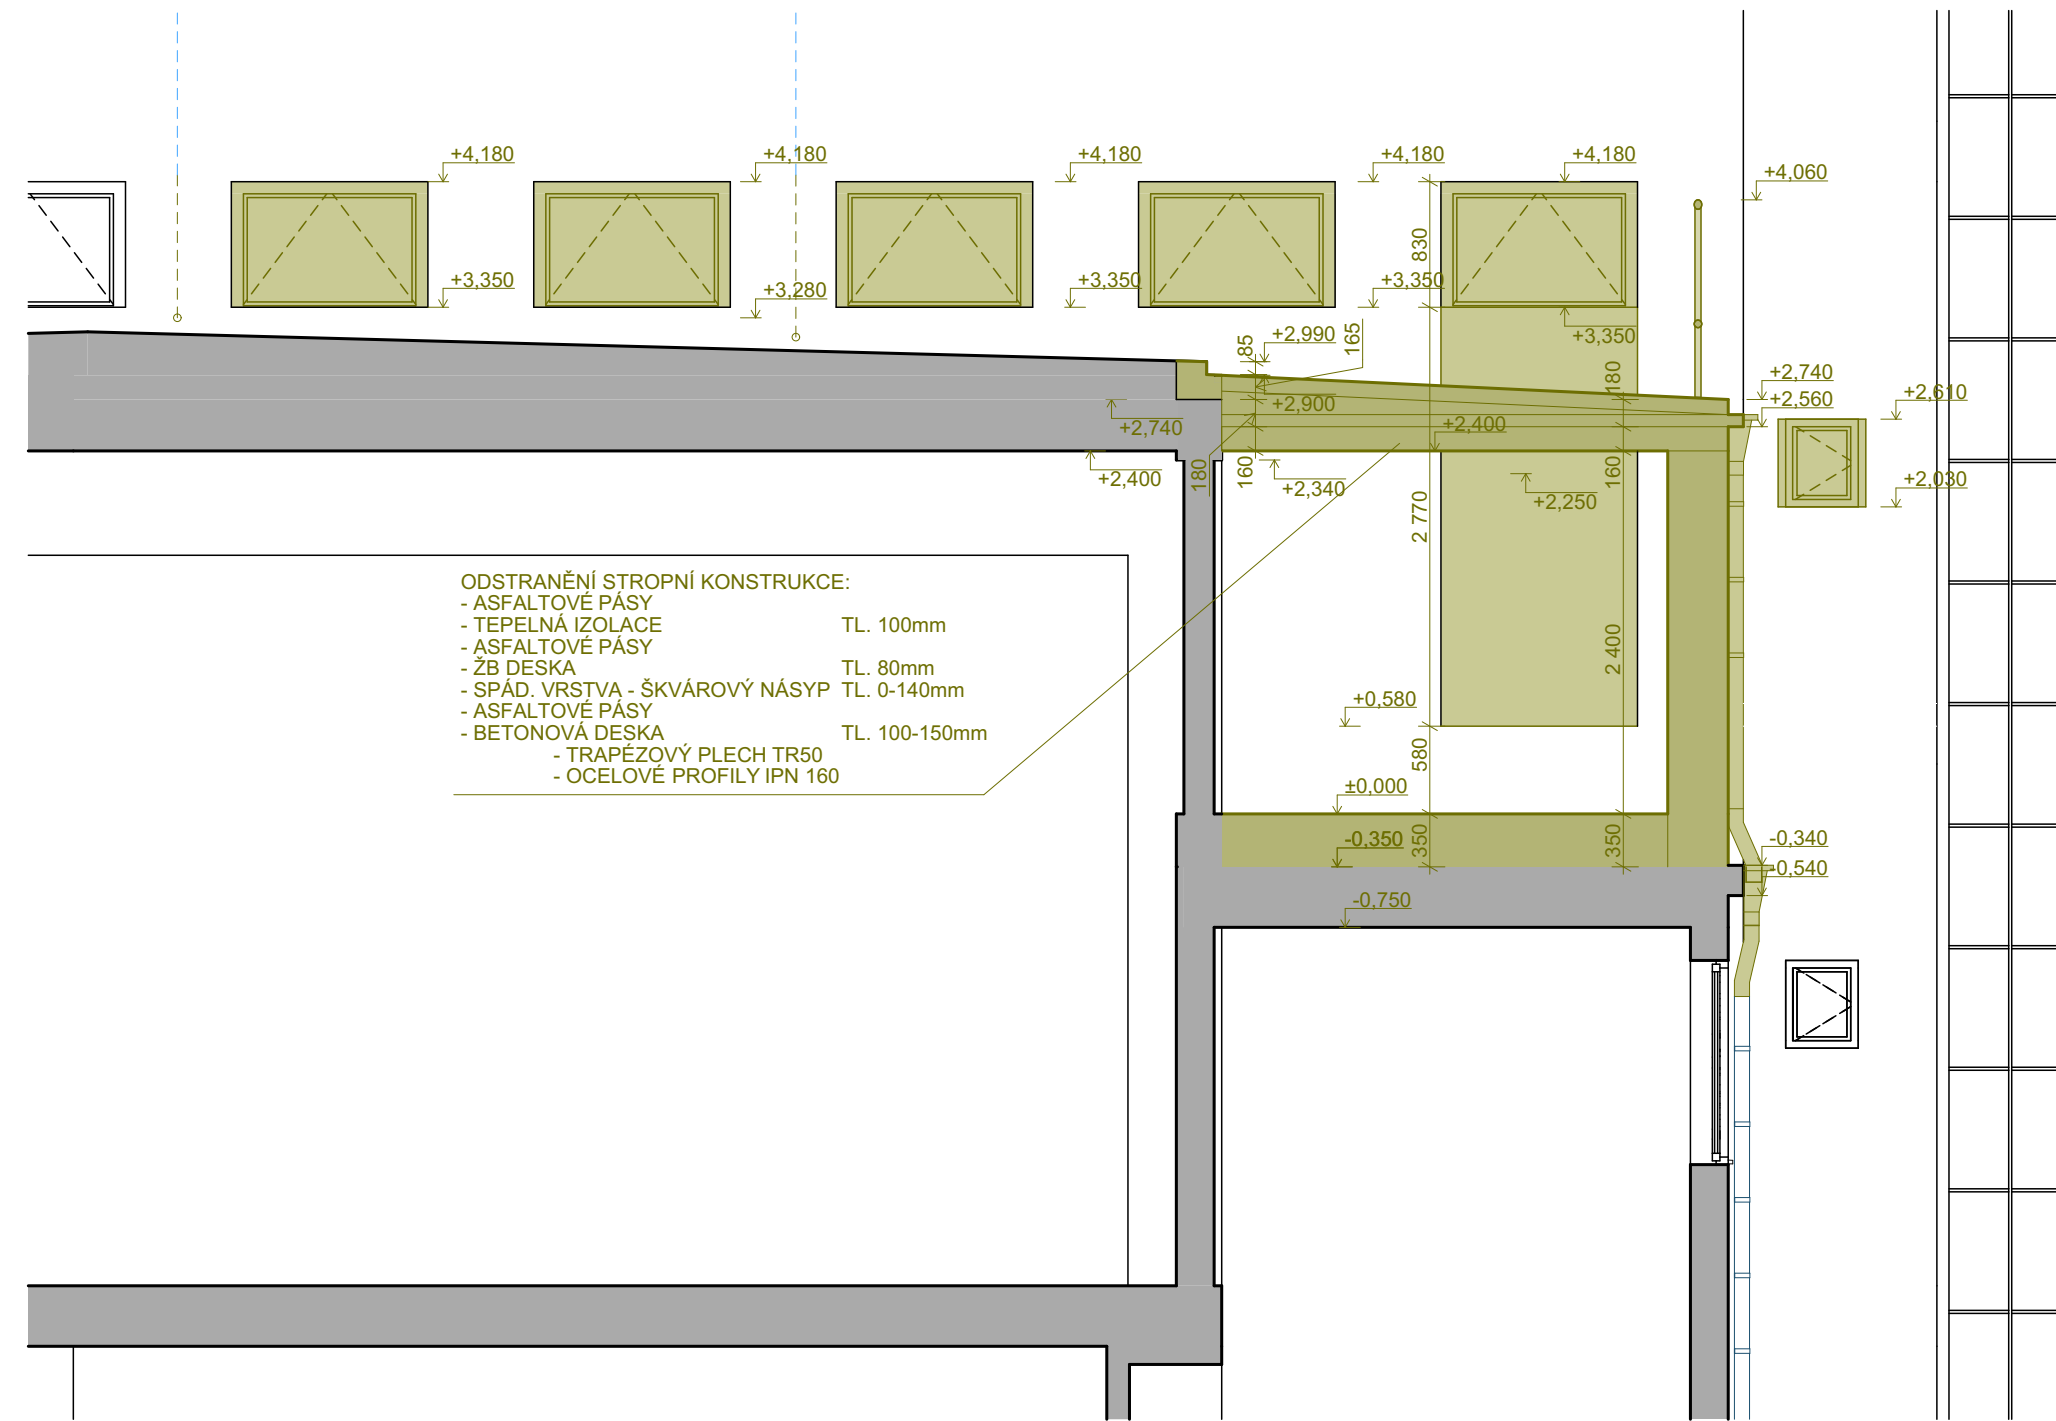 +4,180 +4,180 +4,180 +4,180 +4,180
+4,060
830
+3,350 +3,280 +3,350 +3,350
+3,350
85 +2,990 165
180 +2,740
+2,900 +2,560 +2,610
+2,740 +2,400
+2,400 180 160 +2,340 160 +2,030
+2,250
2 770
ODSTRANĚNÍ STROPNÍ KONSTRUKCE:
- ASFALTOVÉ PÁSY
- TEPELNÁ IZOLACE TL. 100mm
- ASFALTOVÉ PÁSY
- ŽB DESKA TL. 80mm
- SPÁD. VRSTVA - ŠKVÁROVÝ NÁSYP TL. 0-140mm
- ASFALTOVÉ PÁSY
- BETONOVÁ DESKA TL. 100-150mm
- TRAPÉZOVÝ PLECH TR50
- OCELOVÉ PROFILY IPN 160
2 400
+0,580
580
±0,000
-0,350 350 350 -0,340
-0,540
-0,750